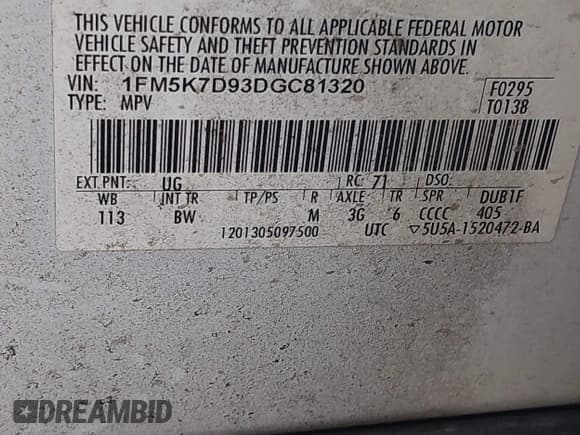 THIS VEHICLE CONFORMS TO ALL APPLICABLE FEDERAL MOTOR
VEHICLE SAFETY AND THEFT PREVENTION STANDARDS IN
EFFECT ON THE DATE OF MANUFACTURE SHOWN ABOVE.
VIN: 1FM5K7D93DGC81320
TYPE: MPV
F0295
T0138
EXT PNT: UG RC: 71 DSO:
WB INT TR TP/PS R AXLE TR SPR DUB1F
113 BW M 3G 6 CCCC 405
1201305097500 UTC ▽5U5A-1520472-BA
DREAMBID